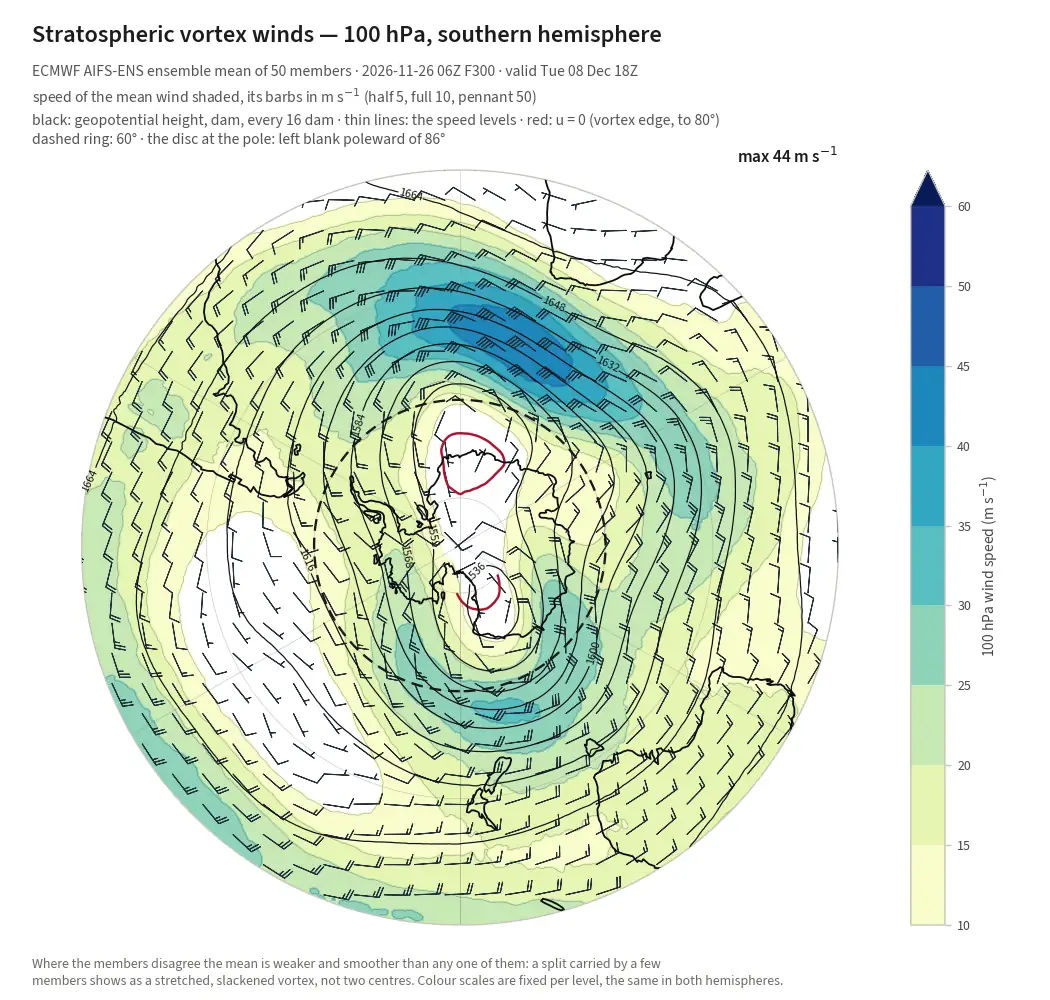 Stratospheric vortex winds — 100 hPa, southern hemisphere
ECMWF AIFS-ENS ensemble mean of 50 members · 2026-11-26 06Z F300 · valid Tue 08 Dec 18Z
speed of the mean wind shaded, its barbs in m s⁻¹ (half 5, full 10, pennant 50)
black: geopotential height, dam, every 16 dam · thin lines: the speed levels · red: u = 0 (vortex edge, to 80°)
dashed ring: 60° · the disc at the pole: left blank poleward of 86°
max 44 m s⁻¹
1664
1648
1632
1584
1664
1616
1568
1600
60
50
45
40
35
30
25
20
15
10
100 hPa wind speed (m s⁻¹)
Where the members disagree the mean is weaker and smoother than any one of them: a split carried by a few
members shows as a stretched, slackened vortex, not two centres. Colour scales are fixed per level, the same in both hemispheres.